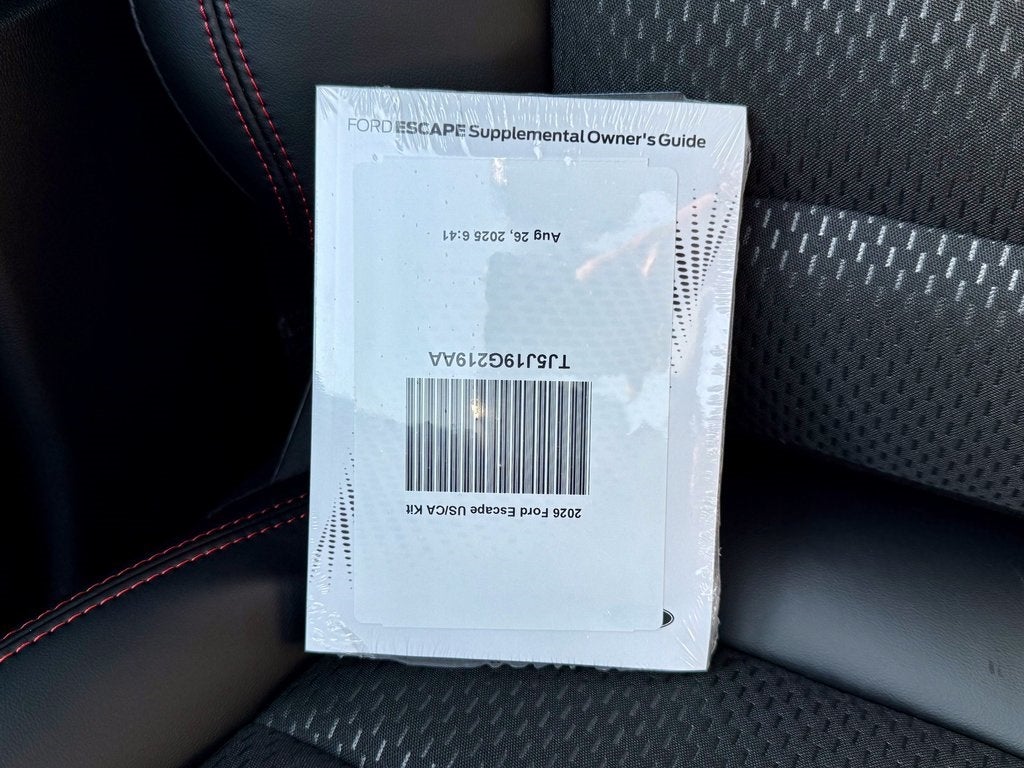 FORD ESCAPE Supplemental Owner's Guide
2026 Ford Escape US/CA Kit
TJ5J19G219AA
Aug 26, 2025 6:41